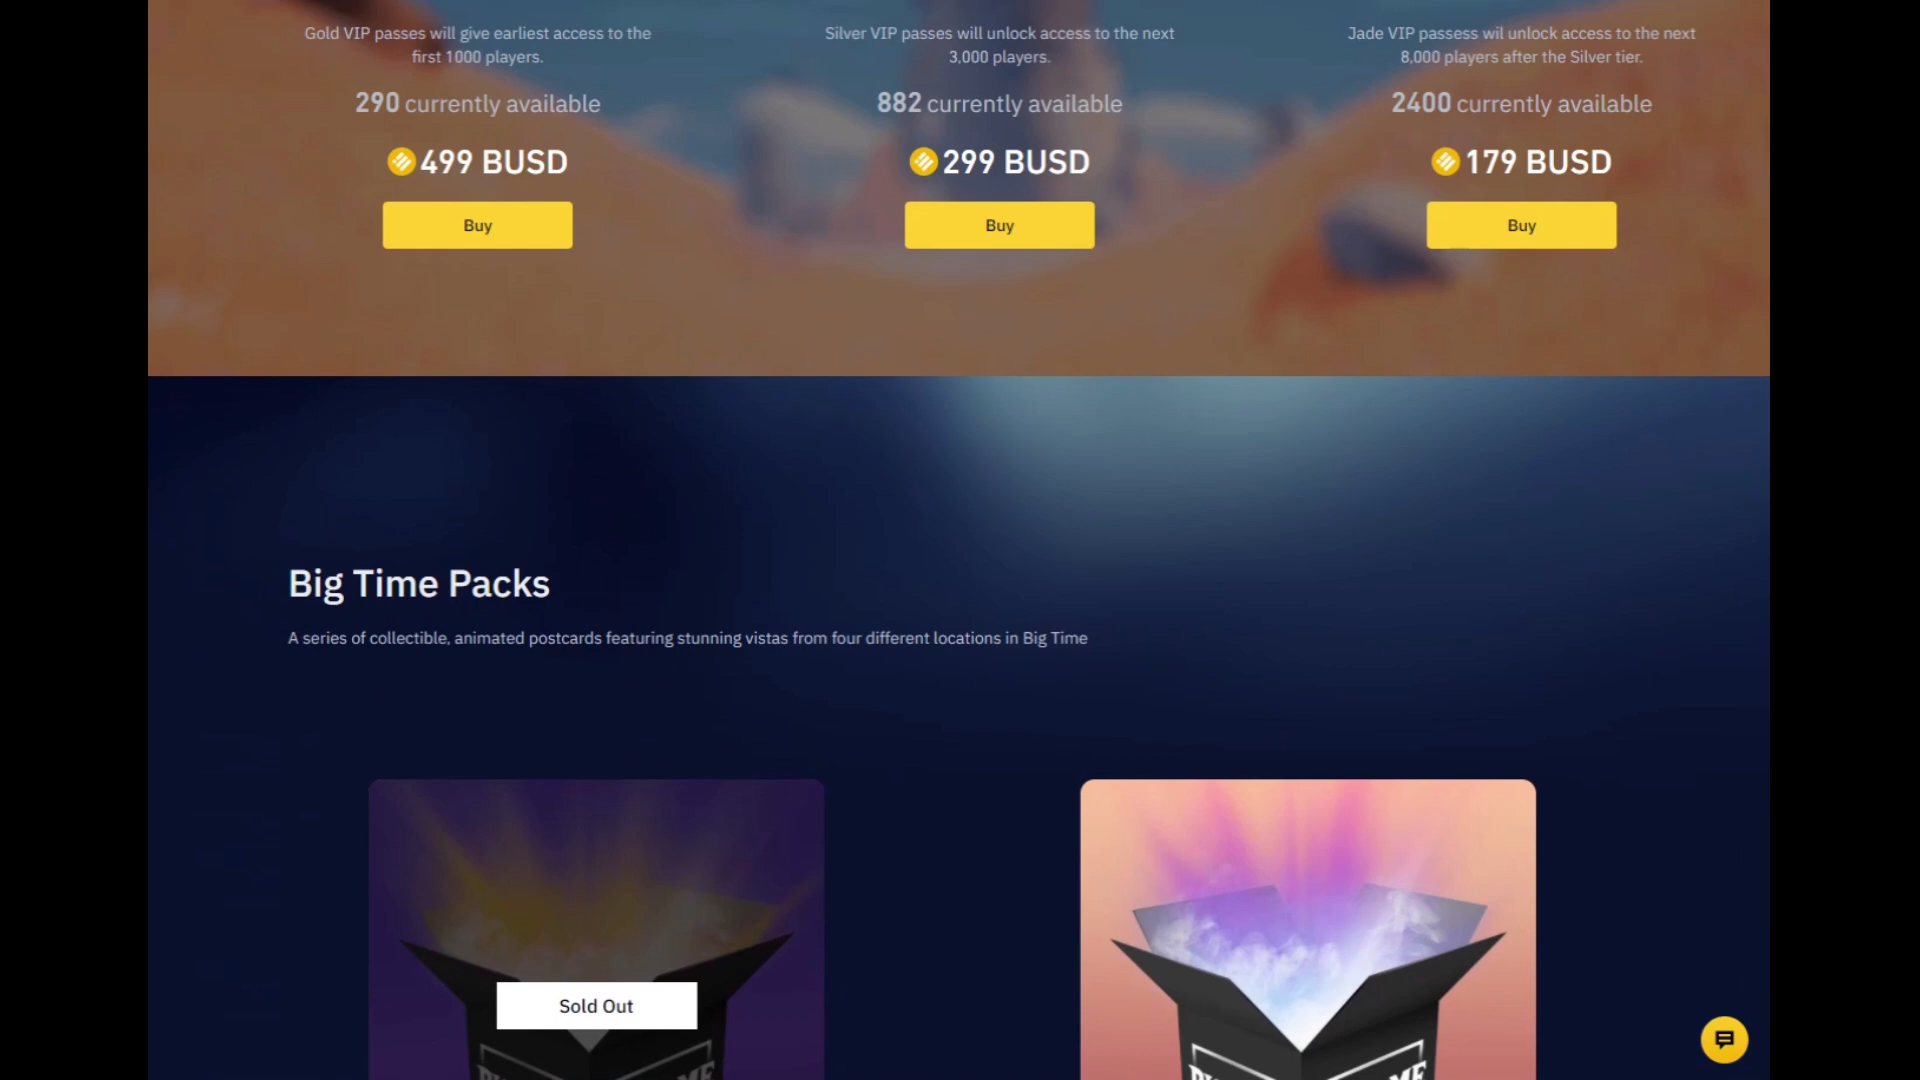 Gold VIP passes will give earliest access to the
first 1000 players.
290 currently available
499 BUSD
Buy
Silver VIP passes will unlock access to the next
3,000 players.
882 currently available
299 BUSD
Buy
Jade VIP passess wil unlock access to the next
8,000 players after the Silver tier.
2400 currently available
179 BUSD
Buy
Big Time Packs
A series of collectible, animated postcards featuring stunning vistas from four different locations in Big Time
Sold Out